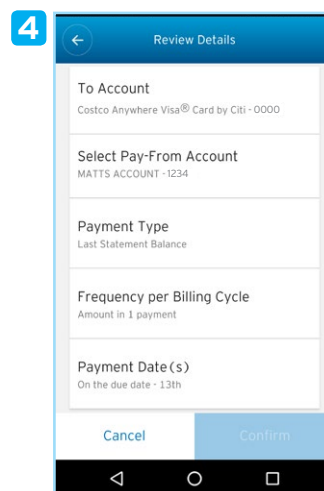 4
Review Details
To Account
Costco Anywhere Visa® Card by Citi - 0000
Select Pay-From Account
MATTS ACCOUNT - 1234
Payment Type
Last Statement Balance
Frequency per Billing Cycle
Amount in 1 payment
Payment Date(s)
On the due date - 13th
Cancel
Confirm